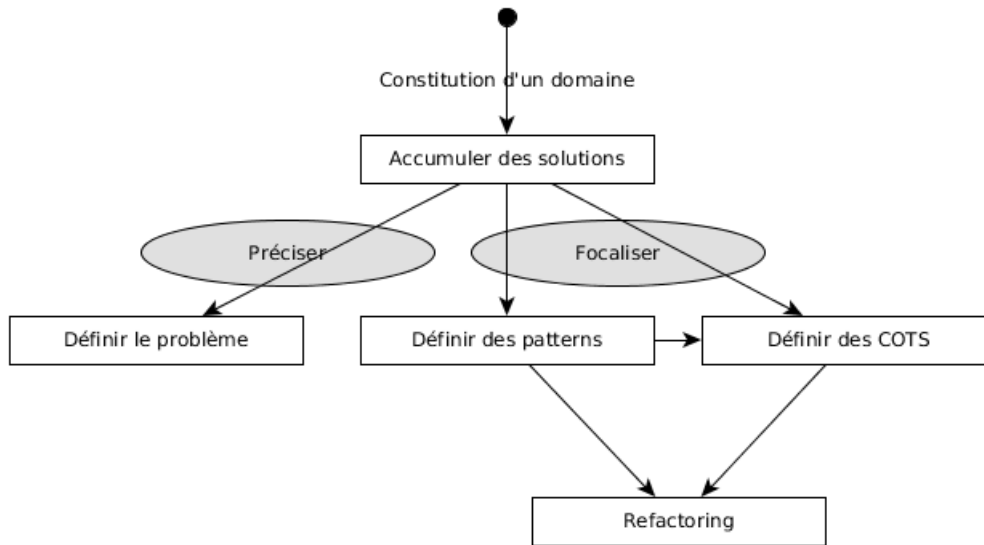 Constitution d'un domaine
Accumuler des solutions
Préciser
Focaliser
Définir le problème
Définir des patterns
Définir des COTS
Refactoring